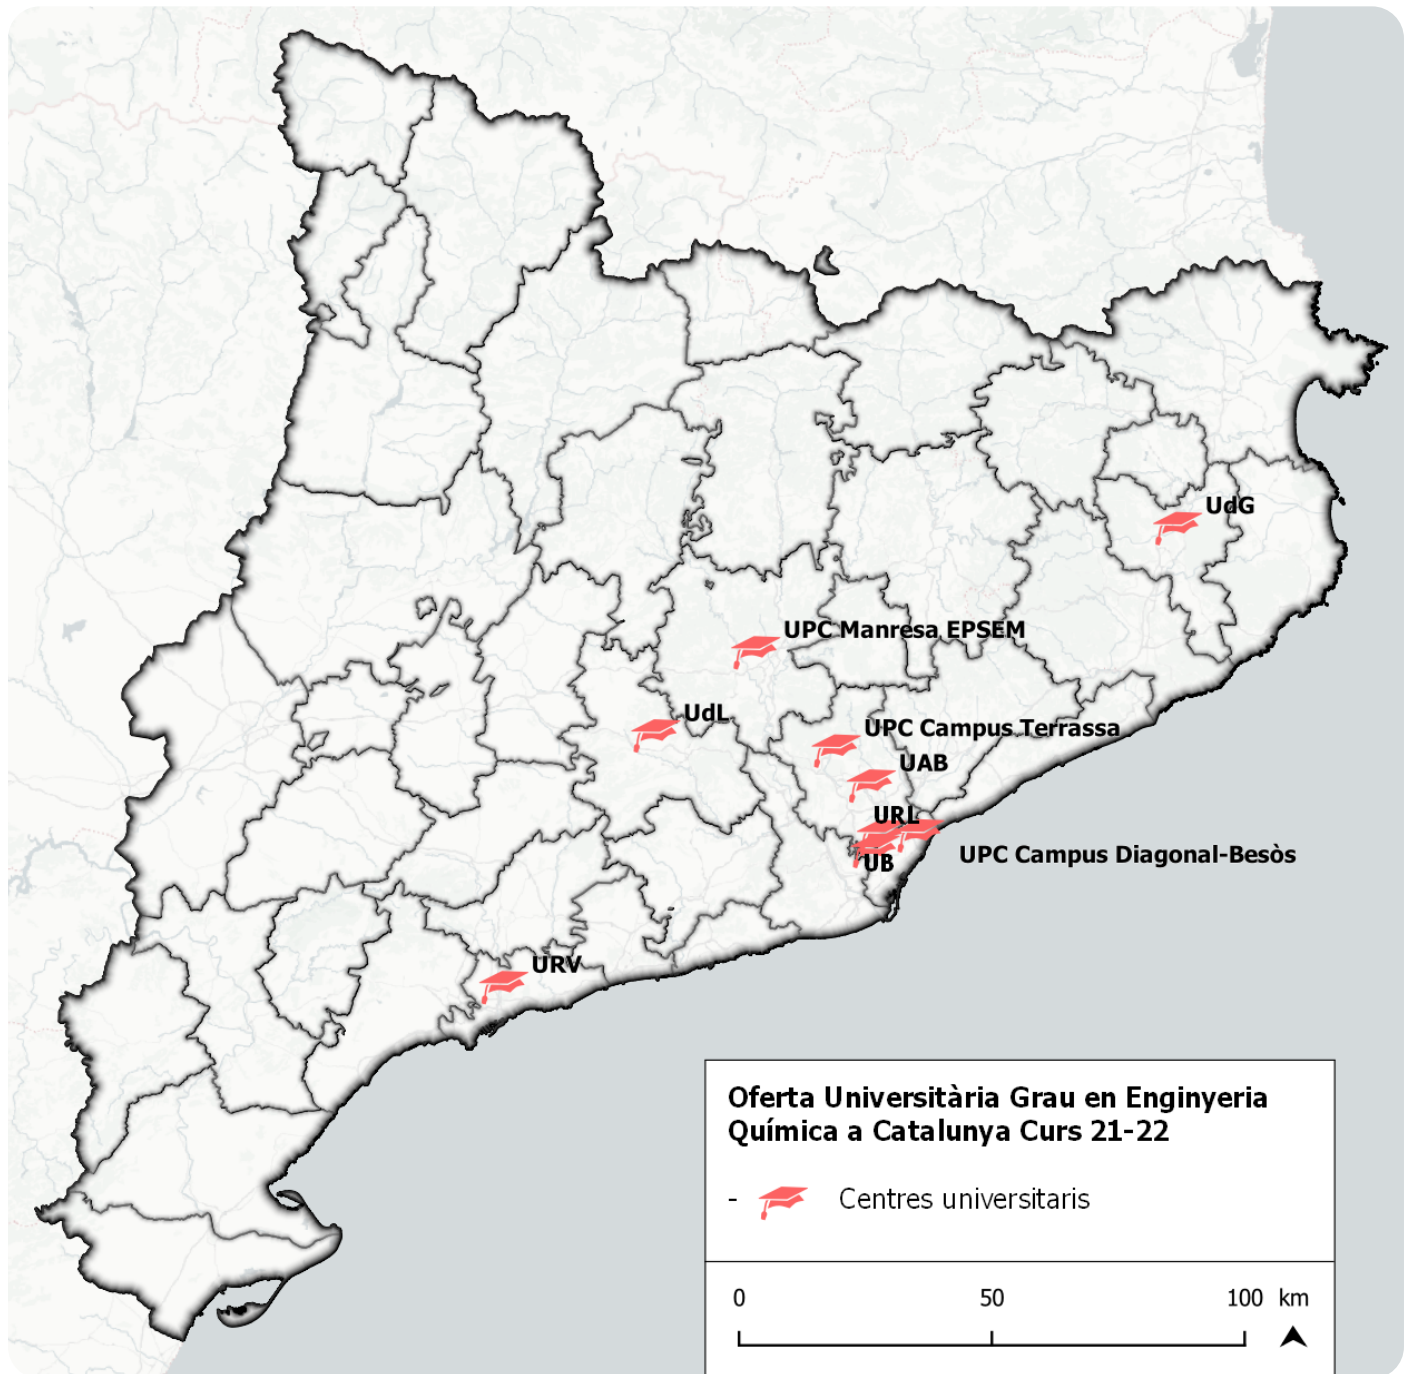 UdG
UPC Manresa EPSEM
UdL
UPC Campus Terrassa
UAB
URL
UPC Campus Diagonal-Besòs
UB
URV
Oferta Universitària Grau en Enginyeria
Química a Catalunya Curs 21-22
- Centres universitaris
0 50 100 km